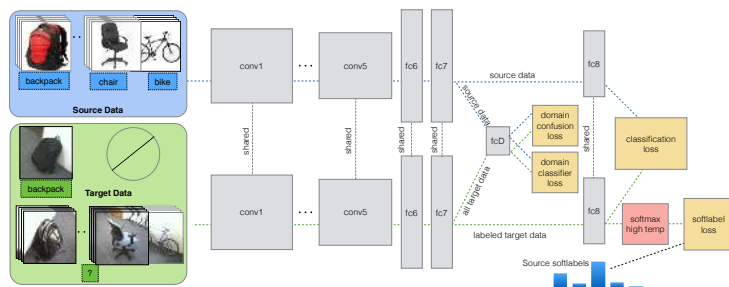 backpack
chair
bike
Source Data
backpack
Target Data
?
conv1
conv5
fc6
fc7
shared
shared
shared
shared
conv1
conv5
fc6
fc7
source data
source data
all target data
labeled target data
fcD
domain
confusion
loss
domain
classifier
loss
fc8
shared
fc8
classification
loss
softmax
high temp
softlabel
loss
Source softlabels